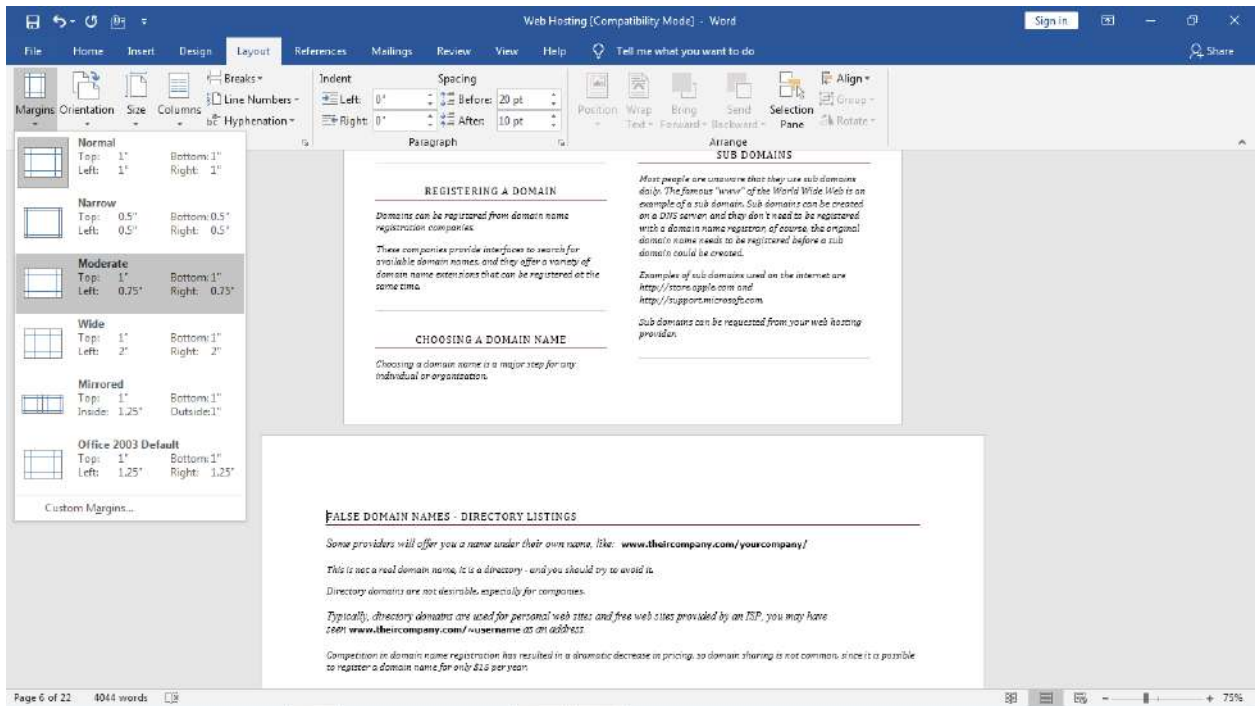 Web Hosting [Compatibility Mode] - Word
Sign in
File Home Insert Design Layout References Mailings Review View Help Tell me what you want to do
Share
Margins Orientation Size Columns
Breaks
Line Numbers
Hyphenation
Indent
Left: 0"
Right: 0"
Spacing
Before: 20 pt
After: 10 pt
Paragraph
Position Wrap Text Bring Forward Send Backward Selection Pane
Align
Group
Rotate
Arrange
Normal
Top: 1" Bottom: 1"
Left: 1" Right: 1"
Narrow
Top: 0.5" Bottom: 0.5"
Left: 0.5" Right: 0.5"
Moderate
Top: 1" Bottom: 1"
Left: 0.75" Right: 0.75"
Wide
Top: 1" Bottom: 1"
Left: 2" Right: 2"
Mirrored
Top: 1" Bottom: 1"
Inside: 1.25" Outside: 1"
Office 2003 Default
Top: 1" Bottom: 1"
Left: 1.25" Right: 1.25"
Custom Margins...
REGISTERING A DOMAIN
Domains can be registered from domain name
registration companies.
These companies provide interfaces to search for
available domain names, and they offer a variety of
domain name extensions that can be registered at the
same time.
CHOOSING A DOMAIN NAME
Choosing a domain name is a major step for any
individual or organization.
SUB DOMAINS
Most people are unaware that they use sub domains
daily. The famous "www" of the World Wide Web is an
example of a sub domain. Sub domains can be created
on a DNS server, and they don't need to be registered
with a domain name registrar, of course, the original
domain name needs to be registered before a sub
domain could be created.
Examples of sub domains used on the internet are
http://store.apple.com and
http://support.microsoft.com.
Sub domains can be requested from your web hosting
provider.
FALSE DOMAIN NAMES - DIRECTORY LISTINGS
Some providers will offer you a name under their own name, like: www.theircompany.com/yourcompany/
This is not a real domain name, it is a directory - and you should try to avoid it.
Directory domains are not desirable, especially for companies.
Typically, directory domains are used for personal web sites and free web sites provided by an ISP, you may have
seen www.theircompany.com/~username as an address.
Competition in domain name registration has resulted in a dramatic decrease in pricing, so domain sharing is not common, since it is possible
to register a domain name for only $15 per year.
Page 6 of 22 4044 words
75%